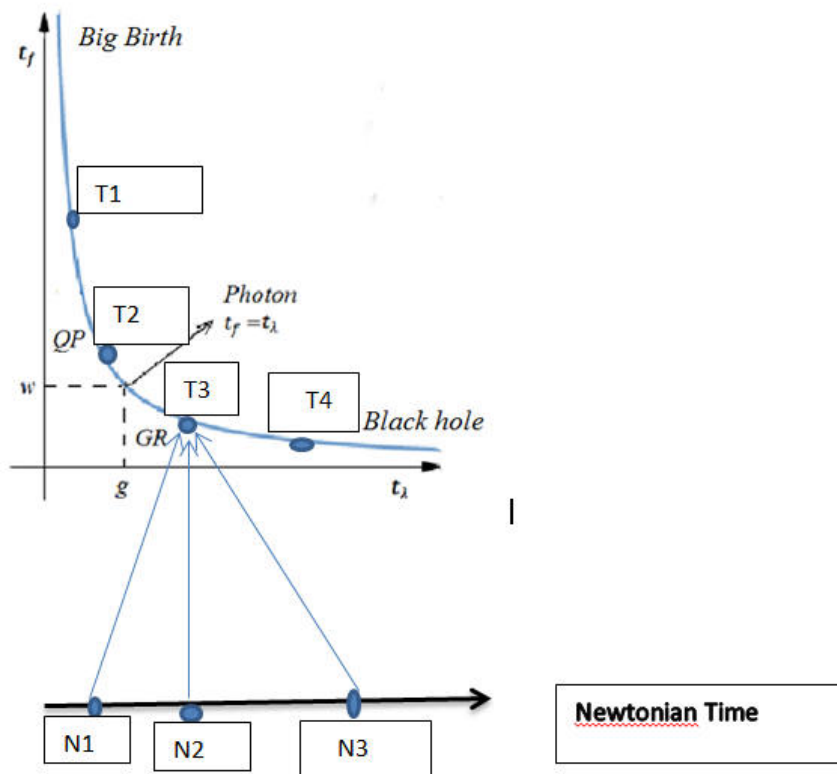 t_f
Big Birth
T1
T2
Photon
t_f = t_λ
QP
w
T3
T4
GR
Black hole
g
t_λ
Newtonian Time
N1
N2
N3